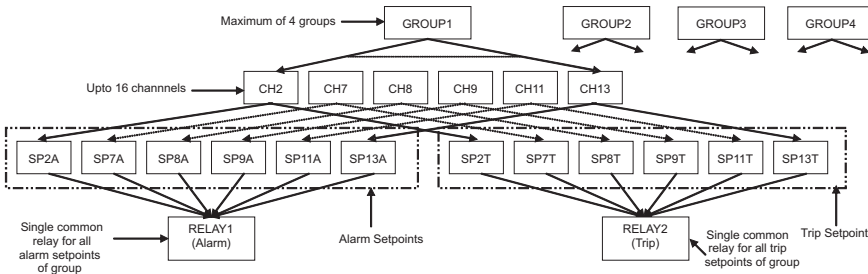 Maximum of 4 groups
GROUP1
GROUP2
GROUP3
GROUP4
Upto 16 channnels
CH2
CH7
CH8
CH9
CH11
CH13
SP2A
SP7A
SP8A
SP9A
SP11A
SP13A
SP2T
SP7T
SP8T
SP9T
SP11T
SP13T
Single common
relay for all
alarm setpoints
of group
RELAY1
(Alarm)
Alarm Setpoints
RELAY2
(Trip)
Single common
relay for all trip
setpoints of group
Trip Setpoint